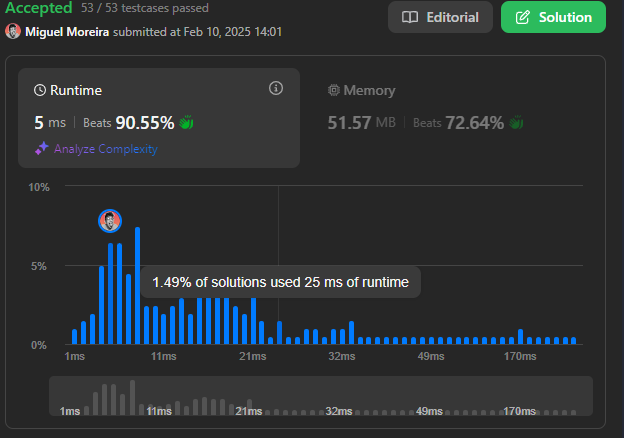 Accepted 53 / 53 testcases passed
Editorial
Solution
Miguel Moreira submitted at Feb 10, 2025 14:01
Runtime
5 ms Beats 90.55%
Analyze Complexity
Memory
51.57 MB Beats 72.64%
10%
5%
0%
1.49% of solutions used 25 ms of runtime
1ms 11ms 21ms 32ms 49ms 170ms
1ms 11ms 21ms 32ms 49ms 170ms